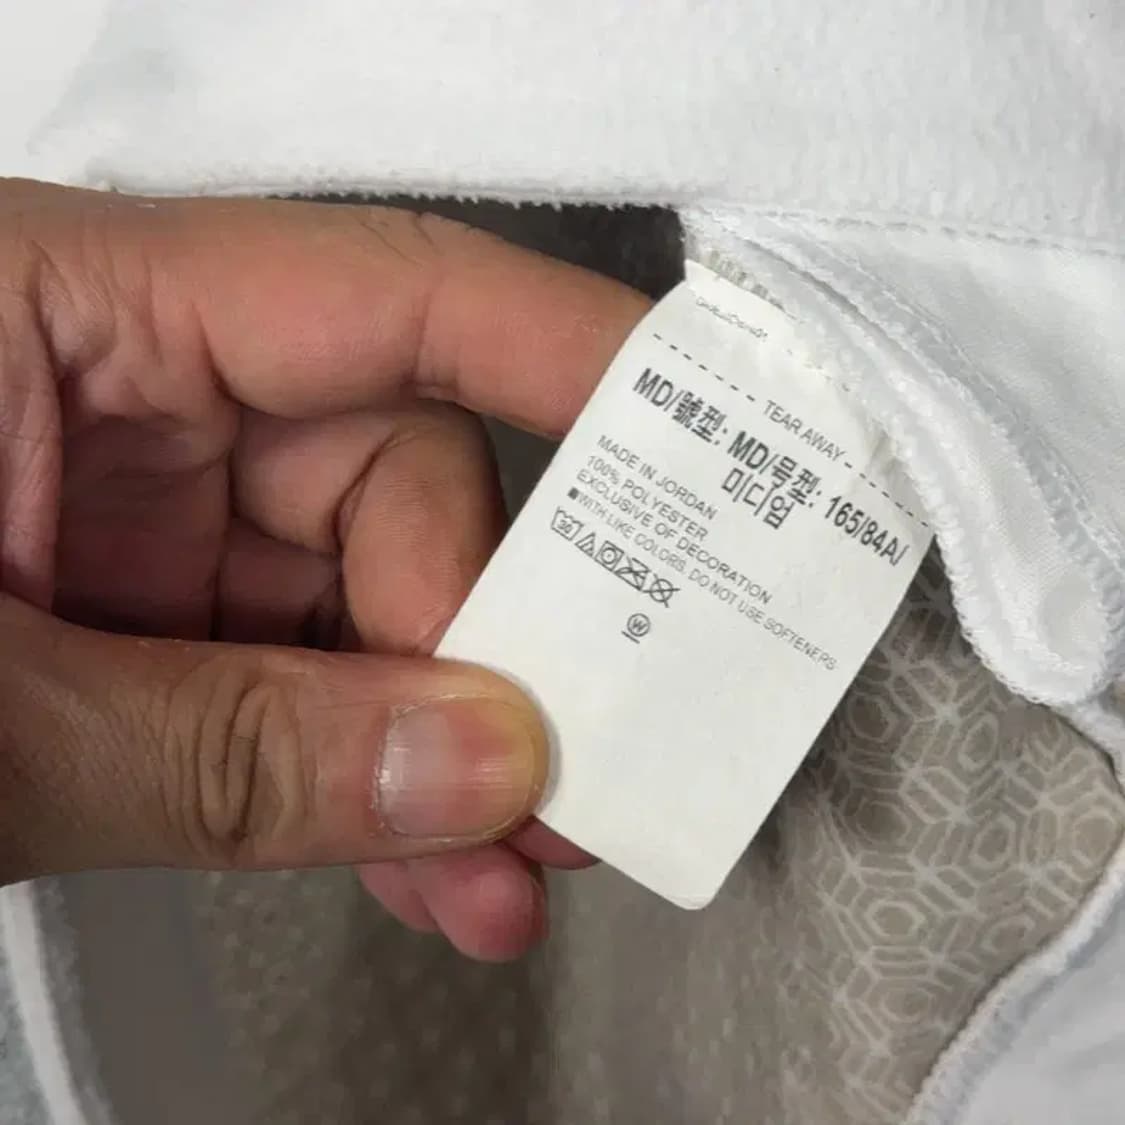 TEAR AWAY
MD/號型: MD/号型: 165/84A/
미디엄
MADE IN JORDAN
100% POLYESTER
EXCLUSIVE OF DECORATION
■WITH LIKE COLORS. DO NOT USE SOFTENERS
30
W